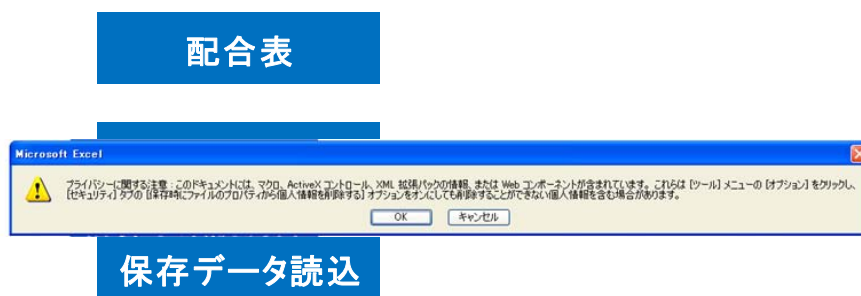 配合表
Microsoft Excel
プライバシーに関する注意：このドキュメントには、マクロ、ActiveX コントロール、XML 拡張パックの情報、または Web コンポーネントが含まれています。これらは [ツール] メニューの [オプション] をクリックし、
[セキュリティ] タブの [保存時にファイルのプロパティから個人情報を削除する] オプションをオンにしても削除することができない個人情報を含む場合があります。
OK キャンセル
保存データ読込